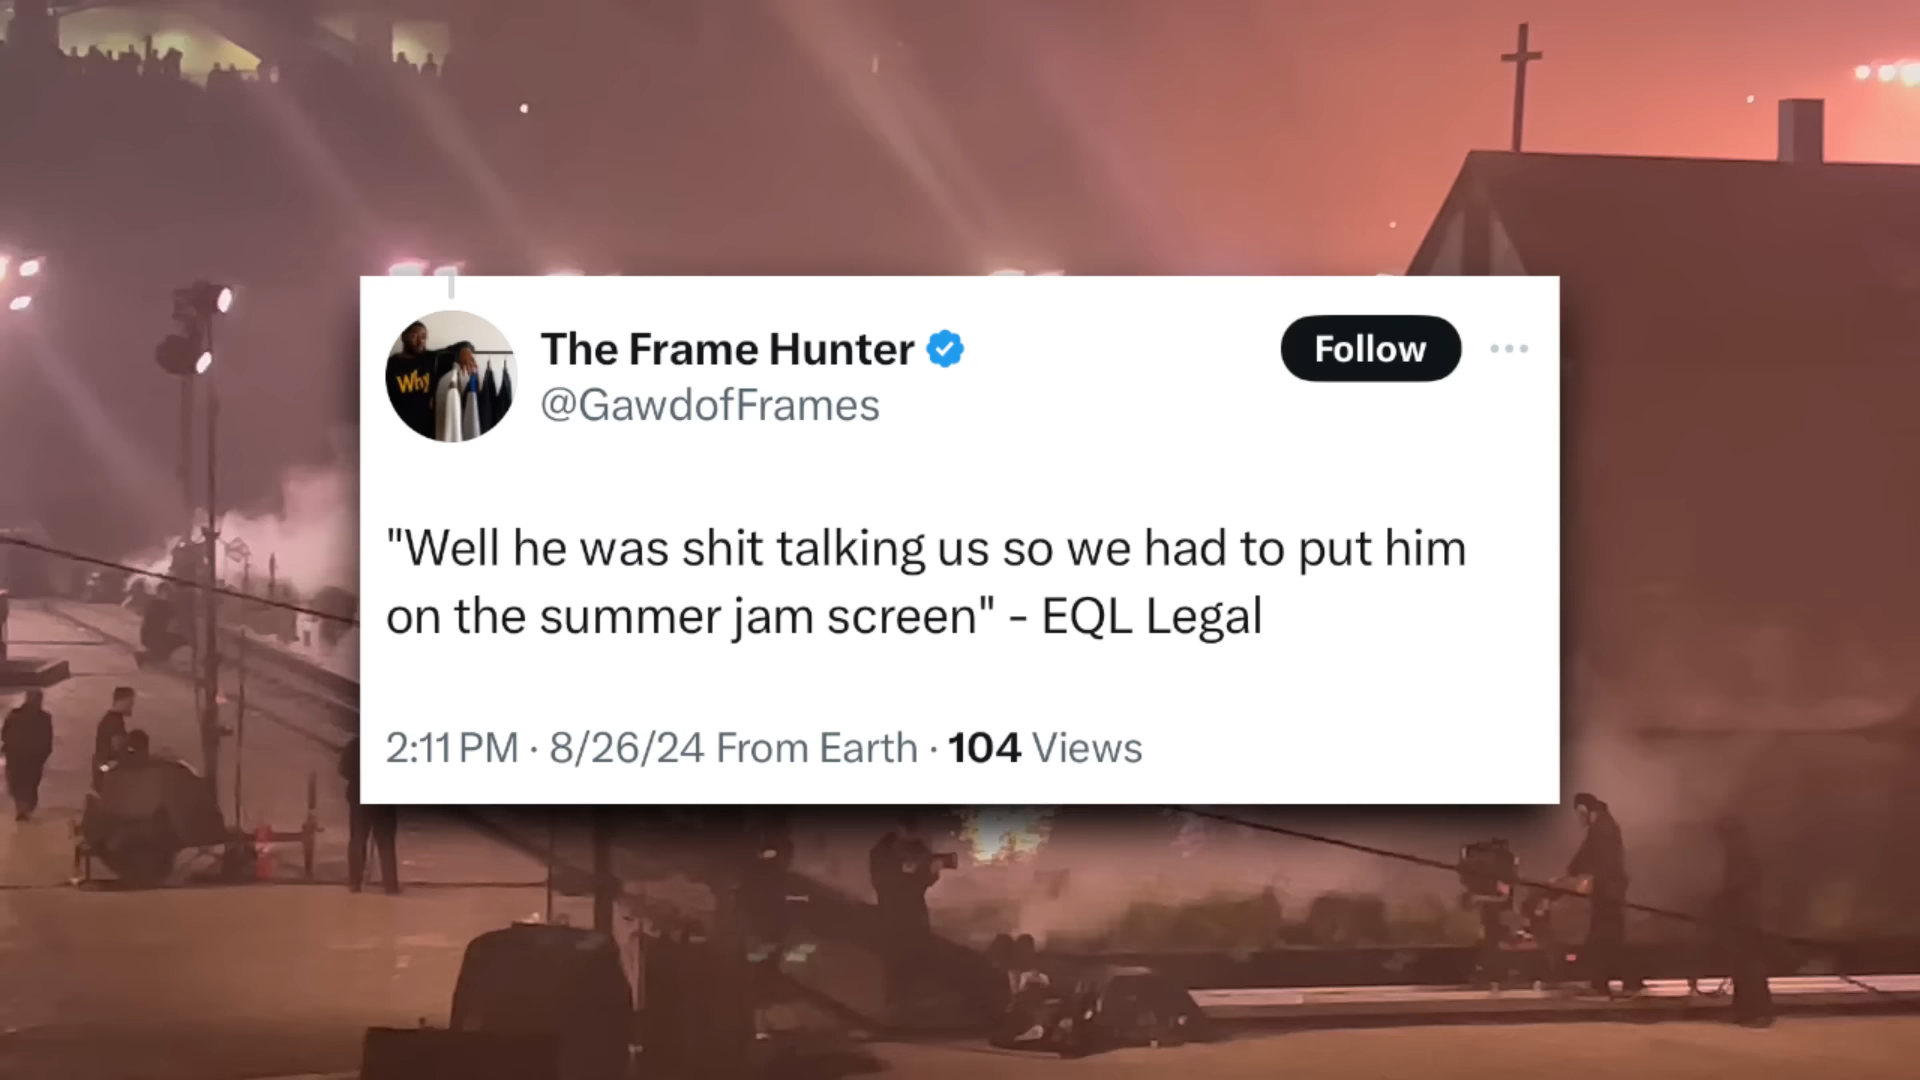 The Frame Hunter
@GawdofFrames
Follow
Why
"Well he was shit talking us so we had to put him
on the summer jam screen" - EQL Legal
2:11 PM · 8/26/24 From Earth · 104 Views